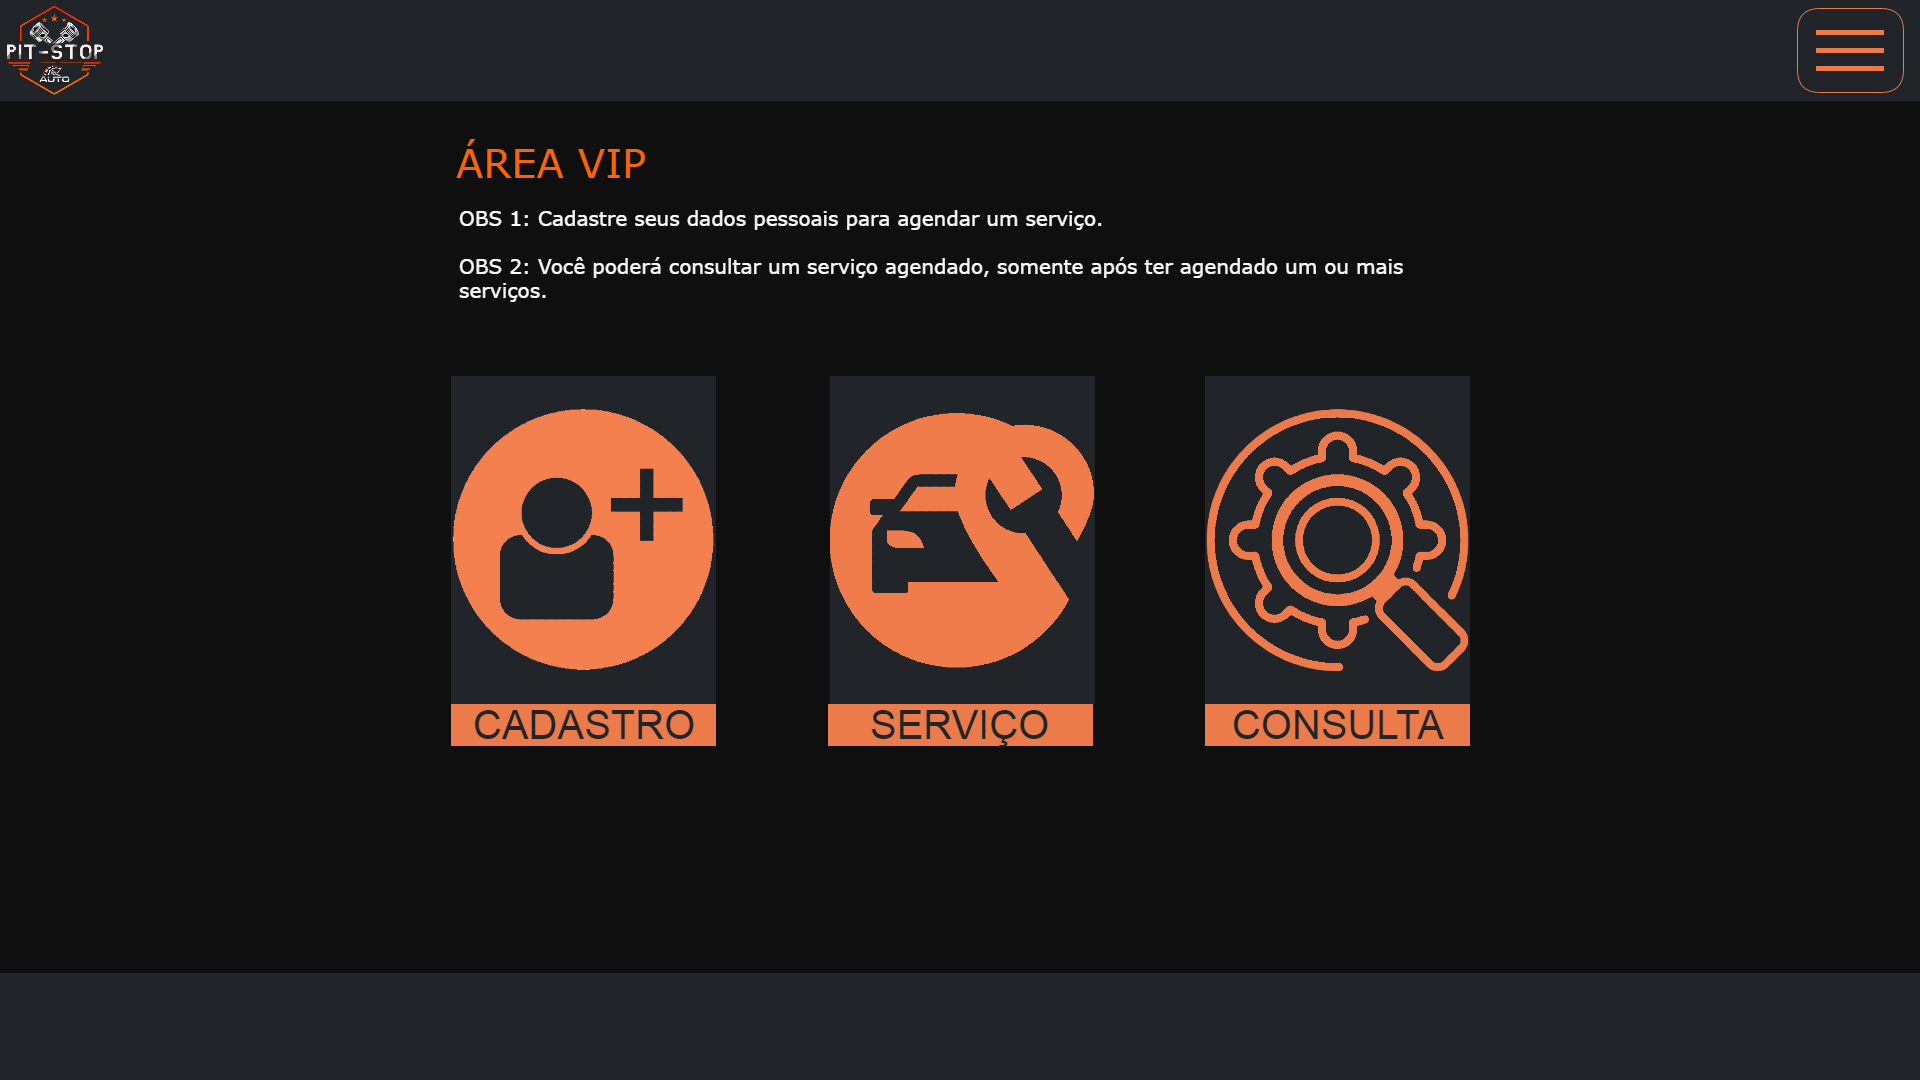 PIT-STOP
AUTO
ÁREA VIP
OBS 1: Cadastre seus dados pessoais para agendar um serviço.
OBS 2: Você poderá consultar um serviço agendado, somente após ter agendado um ou mais
serviços.
CADASTRO
SERVIÇO
CONSULTA